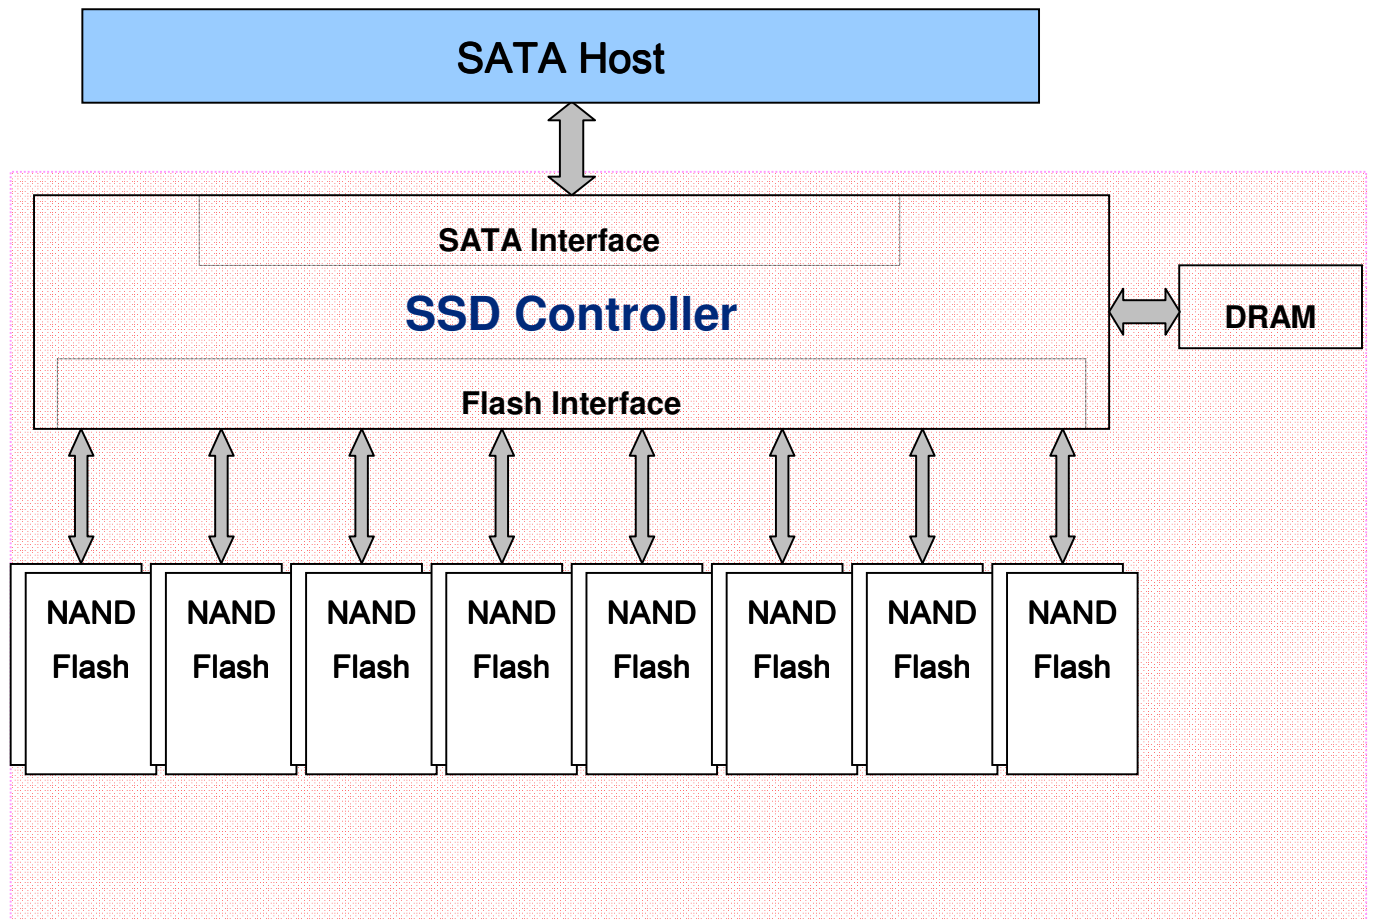 SATA Host
SATA Interface
SSD Controller
DRAM
Flash Interface
NAND NAND NAND NAND NAND NAND NAND NAND
Flash Flash Flash Flash Flash Flash Flash Flash